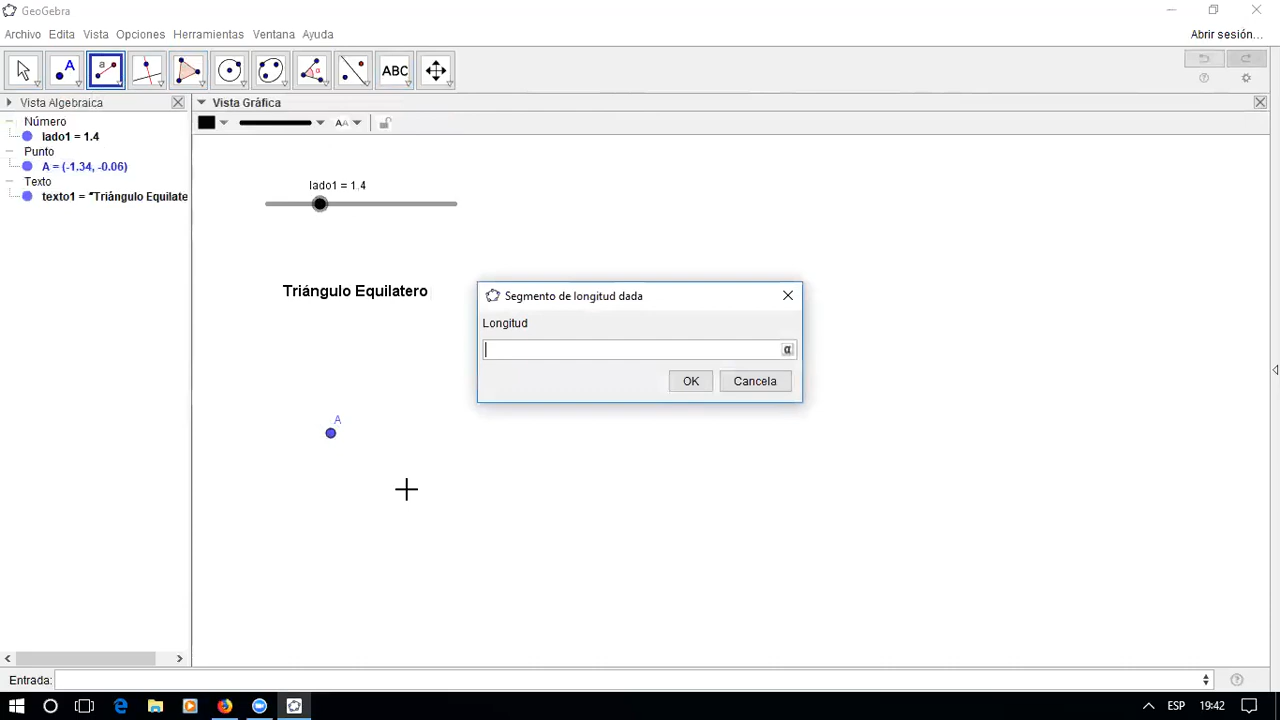 GeoGebra
Archivo Edita Vista Opciones Herramientas Ventana Ayuda
Abrir sesión...
a
A
α
ABC
Vista Algebraica
Vista Gráfica
AA
Número
lado1 = 1.4
Punto
A = (-1.34, -0.06)
Texto
texto1 = "Triángulo Equilate
lado1 = 1.4
Triángulo Equilatero
Segmento de longitud dada
Longitud
α
OK Cancela
A
Entrada:
ESP 19:42